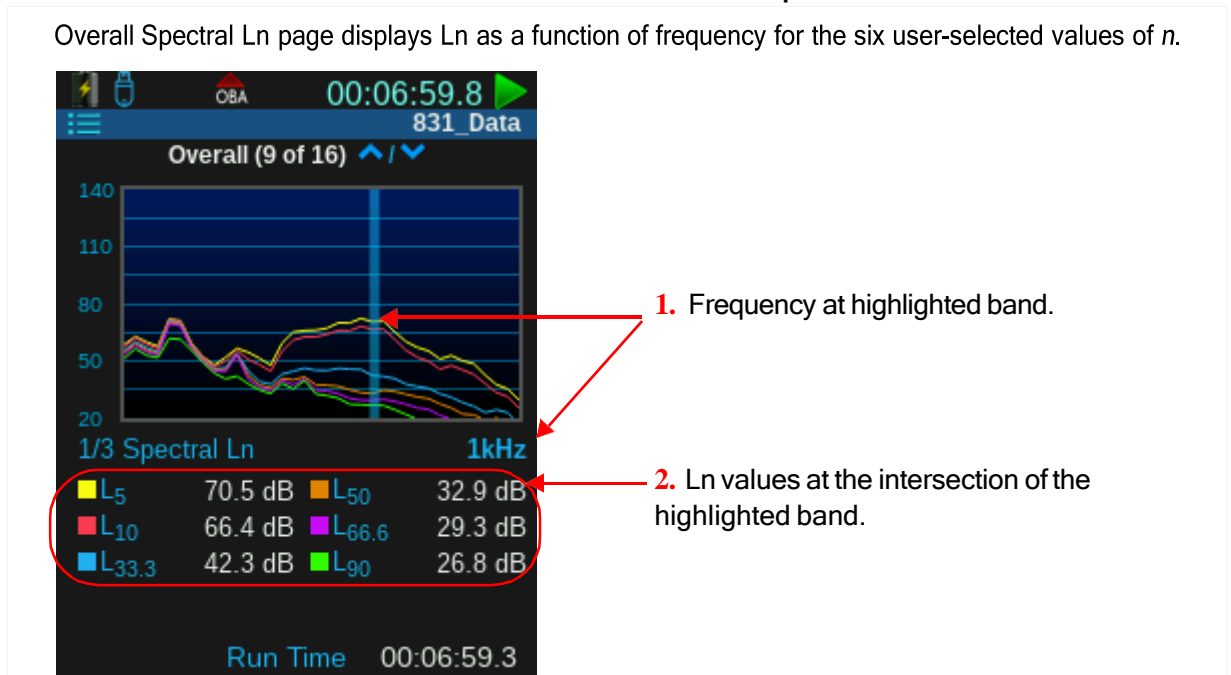 Overall Spectral Ln page displays Ln as a function of frequency for the six user-selected values of n.
OBA 00:06:59.8
831_Data
Overall (9 of 16) /
140
110
80
50
20
1/3 Spectral Ln 1kHz
L5 70.5 dB L50 32.9 dB
L10 66.4 dB L66.6 29.3 dB
L33.3 42.3 dB L90 26.8 dB
Run Time 00:06:59.3
1. Frequency at highlighted band.
2. Ln values at the intersection of the
highlighted band.